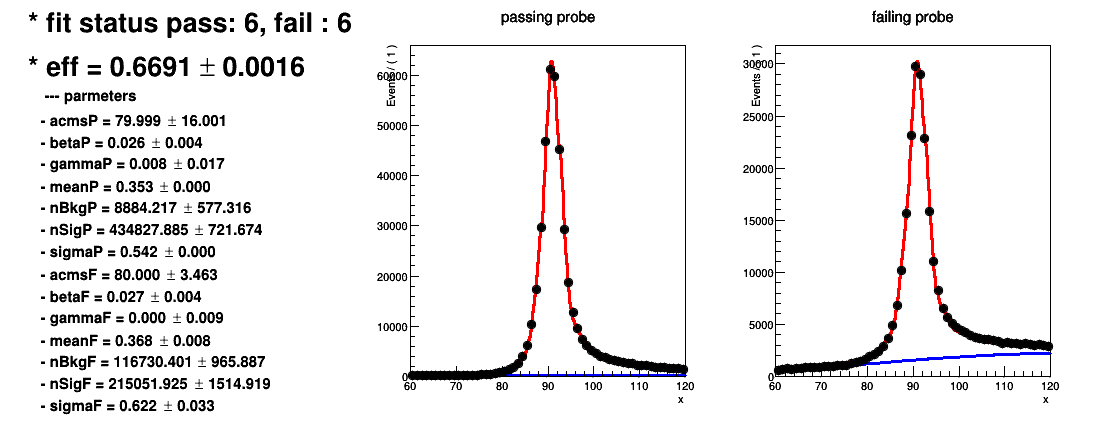 * fit status pass: 6, fail : 6
* eff = 0.6691 ± 0.0016
--- parmeters
- acmsP = 79.999 ± 16.001
- betaP = 0.026 ± 0.004
- gammaP = 0.008 ± 0.017
- meanP = 0.353 ± 0.000
- nBkgP = 8884.217 ± 577.316
- nSigP = 434827.885 ± 721.674
- sigmaP = 0.542 ± 0.000
- acmsF = 80.000 ± 3.463
- betaF = 0.027 ± 0.004
- gammaF = 0.000 ± 0.009
- meanF = 0.368 ± 0.008
- nBkgF = 116730.401 ± 965.887
- nSigF = 215051.925 ± 1514.919
- sigmaF = 0.622 ± 0.033
passing probe
Events / ( 1 )
60000
50000
40000
30000
20000
10000
0
60 70 80 90 100 110 120
x
failing probe
Events / ( 1 )
30000
25000
20000
15000
10000
5000
0
60 70 80 90 100 110 120
x